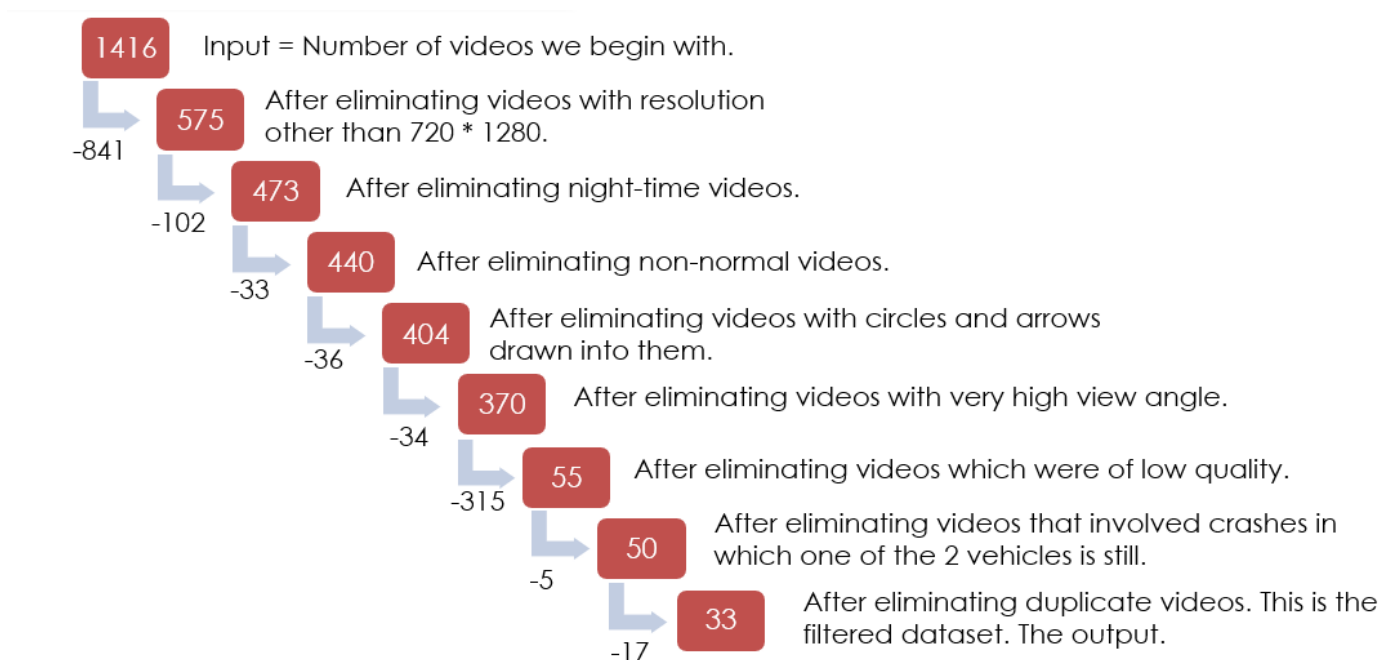 1416
Input = Number of videos we begin with.
-841
575
After eliminating videos with resolution
other than 720 * 1280.
-102
473
After eliminating night-time videos.
-33
440
After eliminating non-normal videos.
-36
404
After eliminating videos with circles and arrows
drawn into them.
-34
370
After eliminating videos with very high view angle.
-315
55
After eliminating videos which were of low quality.
-5
50
After eliminating videos that involved crashes in
which one of the 2 vehicles is still.
-17
33
After eliminating duplicate videos. This is the
filtered dataset. The output.